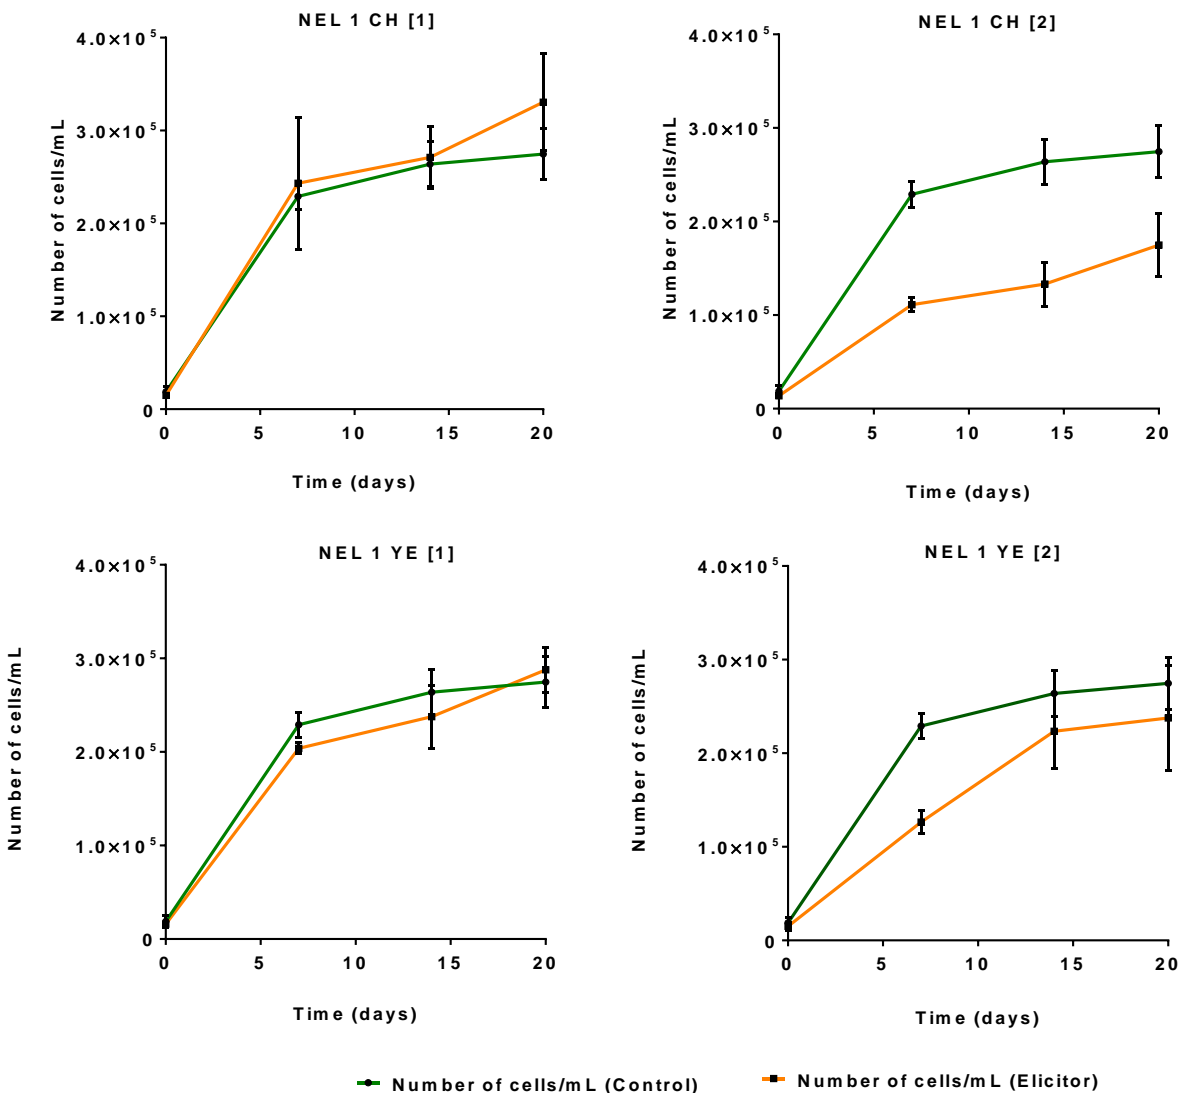 NEL 1 CH [1]
Number of cells/mL
4.0×10⁵
3.0×10⁵
2.0×10⁵
1.0×10⁵
0
0 5 10 15 20
Time (days)
NEL 1 CH [2]
Number of cells/mL
4.0×10⁵
3.0×10⁵
2.0×10⁵
1.0×10⁵
0
0 5 10 15 20
Time (days)
NEL 1 YE [1]
Number of cells/mL
4.0×10⁵
3.0×10⁵
2.0×10⁵
1.0×10⁵
0
0 5 10 15 20
Time (days)
NEL 1 YE [2]
Number of cells/mL
4.0×10⁵
3.0×10⁵
2.0×10⁵
1.0×10⁵
0
0 5 10 15 20
Time (days)
Number of cells/mL (Control)
Number of cells/mL (Elicitor)